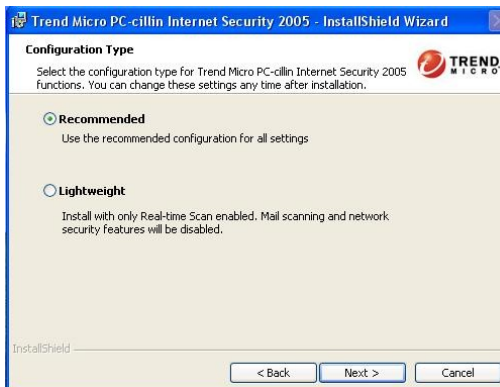 Trend Micro PC-cillin Internet Security 2005 - InstallShield Wizard
Configuration Type
Select the configuration type for Trend Micro PC-cillin Internet Security 2005
functions. You can change these settings any time after installation.
TREND
MICRO
Recommended
Use the recommended configuration for all settings
Lightweight
Install with only Real-time Scan enabled. Mail scanning and network
security features will be disabled.
InstallShield
< Back
Next >
Cancel